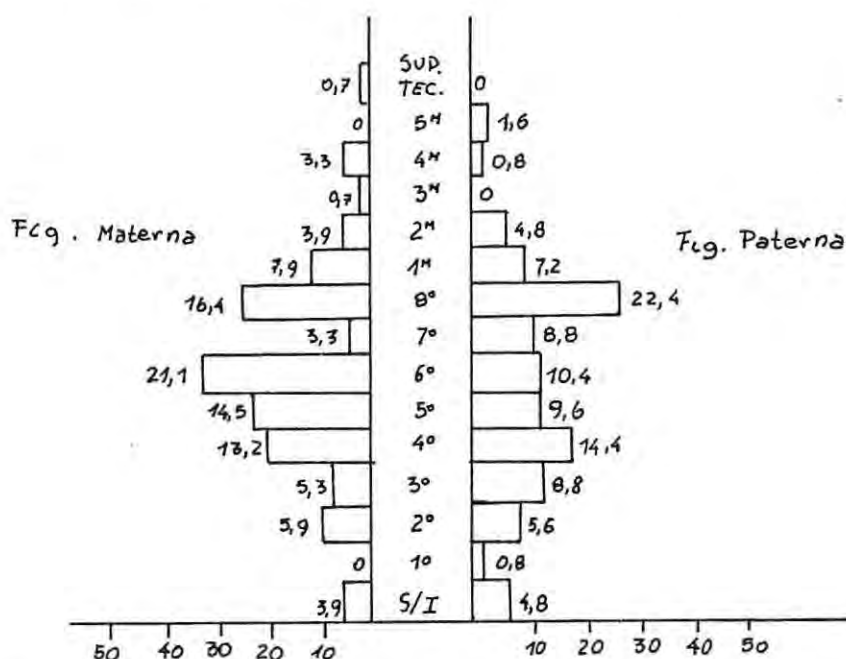 SUP.
0,7 TEC. 0
0 5M 1,6
3,3 4M 0,8
0,7 3M 0
Fig. Materna 3,9 2M 4,8 Fig. Paterna
7,9 1M 7,2
16,4 8º 22,4
3,3 7º 8,8
21,1 6º 10,4
14,5 5º 9,6
13,2 4º 14,4
5,3 3º 8,8
5,9 2º 5,6
0 1º 0,8
3,9 S/I 4,8
50 40 30 20 10 10 20 30 40 50